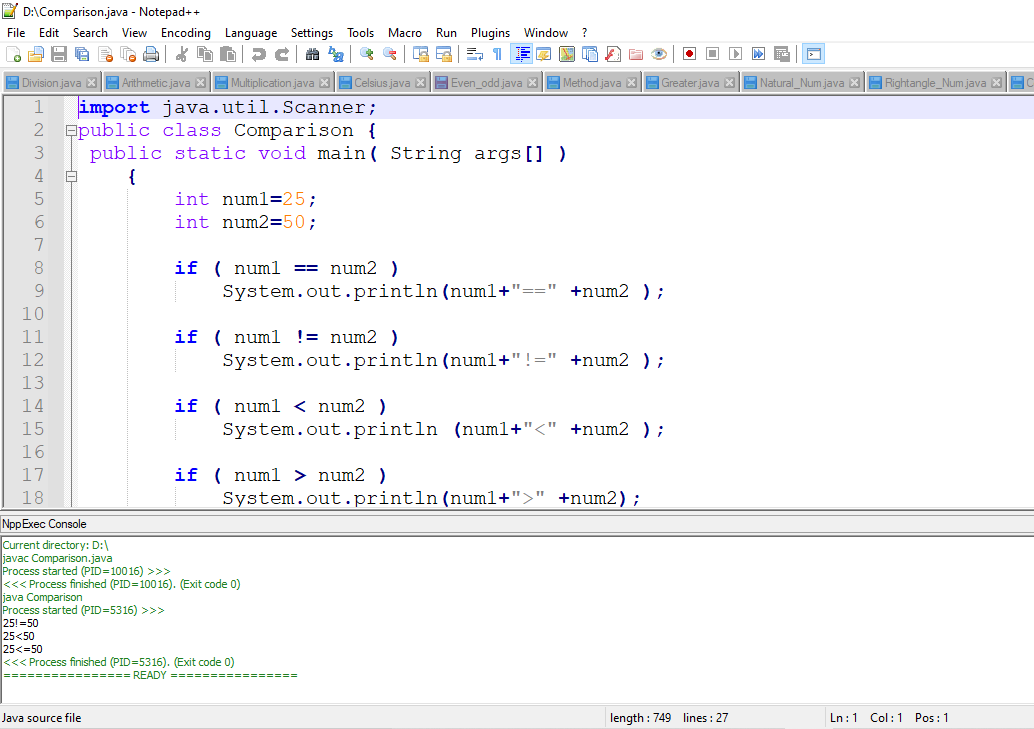 D:\Comparison.java - Notepad++
File Edit Search View Encoding Language Settings Tools Macro Run Plugins Window ?
Division.java Arithmetic.java Multiplication.java Celsius.java Even_odd.java Method.java Greater.java Natural_Num.java Rightangle_Num.java C
1 import java.util.Scanner;
2 public class Comparison {
3 public static void main( String args[] )
4 {
5 int num1=25;
6 int num2=50;
7
8 if ( num1 == num2 )
9 System.out.println(num1+"==" +num2 );
10
11 if ( num1 != num2 )
12 System.out.println(num1+"!=" +num2 );
13
14 if ( num1 < num2 )
15 System.out.println (num1+"<" +num2 );
16
17 if ( num1 > num2 )
18 System.out.println(num1+">" +num2);
NppExec Console
Current directory: D:\
javac Comparison.java
Process started (PID=10016) >>>
<<< Process finished (PID=10016). (Exit code 0)
java Comparison
Process started (PID=5316) >>>
25!=50
25<50
25<=50
<<< Process finished (PID=5316). (Exit code 0)
================ READY ================
Java source file length : 749 lines : 27 Ln : 1 Col : 1 Pos : 1